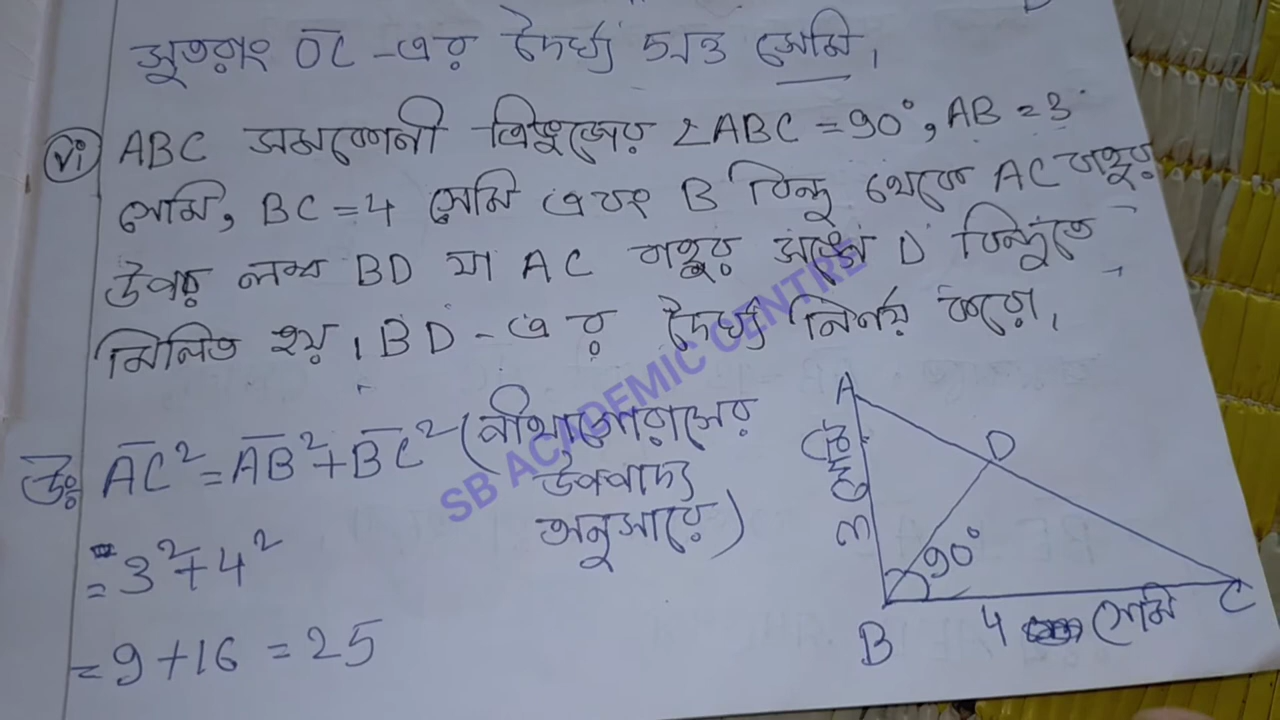 সুতরাং OC -এর দৈর্ঘ্য সেমি।
vi ABC সমকোণী ত্রিভুজের ∠ABC = 90°, AB = 3
সেমি, BC = 4 সেমি এবং B বিন্দু থেকে AC বাহুর
উপর লম্ব BD যা AC বাহুর সঙ্গে D বিন্দুতে
মিলিত হয়। BD-এর দৈর্ঘ্য নির্ণয় করো।
উঃ AC² = AB² + BC² (পীথাগোরাসের
উপপাদ্য
অনুসারে)
= 3² + 4²
= 9 + 16 = 25
A
D
3 সেমি
90°
B
4 সেমি
C
SB ACADEMIC CENTRE